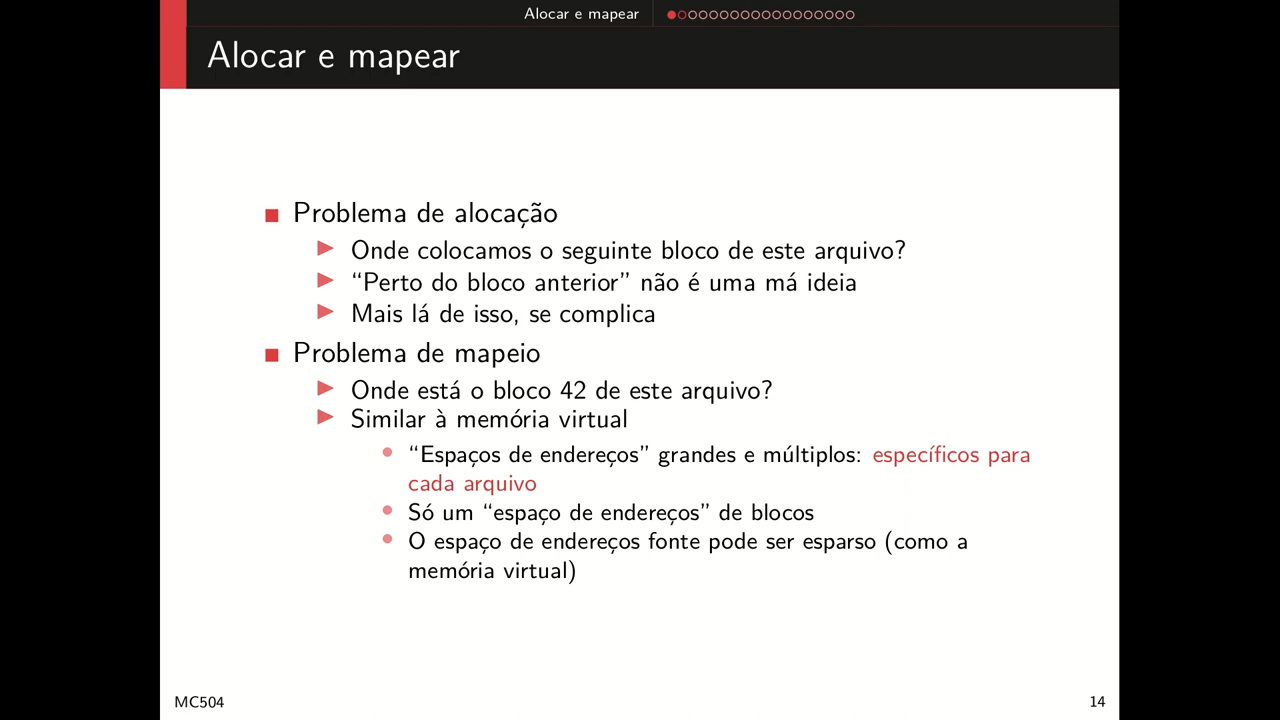 Alocar e mapear
Alocar e mapear
Problema de alocação
Onde colocamos o seguinte bloco de este arquivo?
“Perto do bloco anterior” não é uma má ideia
Mais lá de isso, se complica
Problema de mapeio
Onde está o bloco 42 de este arquivo?
Similar à memória virtual
“Espaços de endereços” grandes e múltiplos: específicos para
cada arquivo
Só um “espaço de endereços” de blocos
O espaço de endereços fonte pode ser esparso (como a
memória virtual)
MC504
14